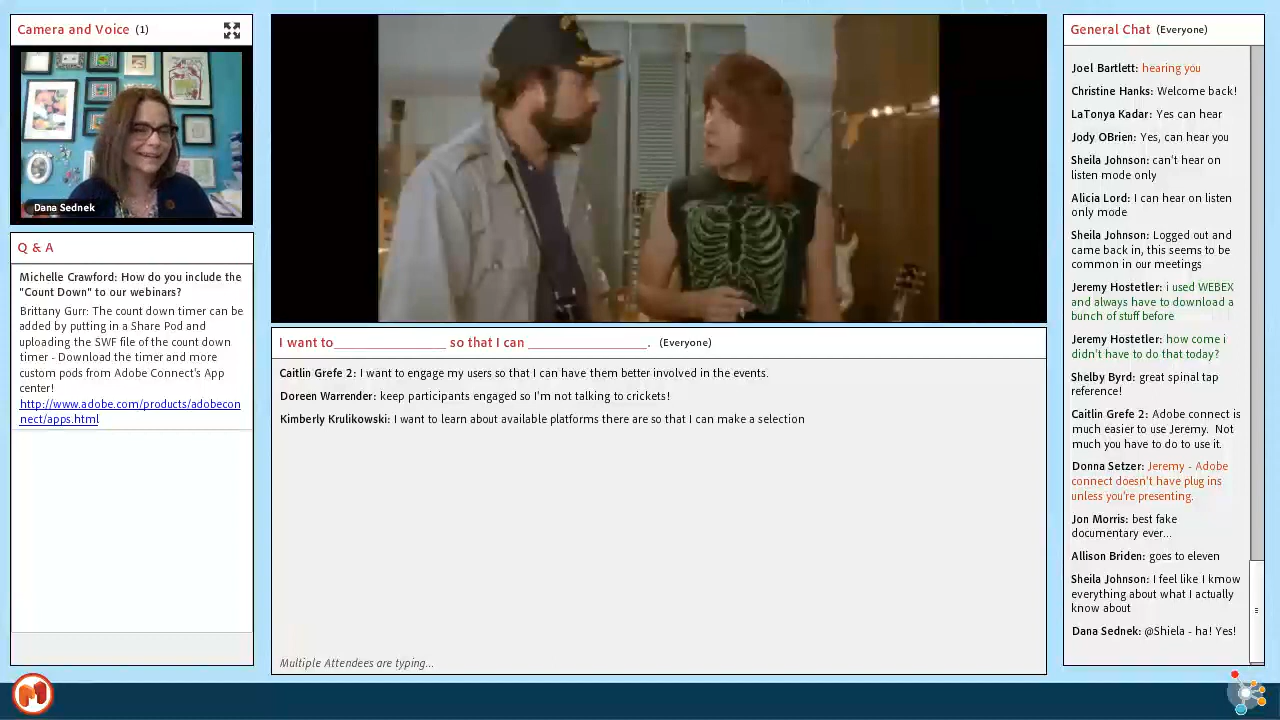 Camera and Voice (1)
Dana Sednek
Q & A
Michelle Crawford: How do you include the
"Count Down" to our webinars?
Brittany Gurr: The count down timer can be
added by putting in a Share Pod and
uploading the SWF file of the count down
timer - Download the timer and more
custom pods from Adobe Connect's App
center!
http://www.adobe.com/products/adobecon
nect/apps.html
I want to________________ so that I can _________________. (Everyone)
Caitlin Grefe 2: I want to engage my users so that I can have them better involved in the events.
Doreen Warrender: keep participants engaged so I'm not talking to crickets!
Kimberly Krulikowski: I want to learn about available platforms there are so that I can make a selection
Multiple Attendees are typing...
General Chat (Everyone)
Joel Bartlett: hearing you
Christine Hanks: Welcome back!
LaTonya Kadar: Yes can hear
Jody OBrien: Yes, can hear you
Sheila Johnson: can't hear on
listen mode only
Alicia Lord: I can hear on listen
only mode
Sheila Johnson: Logged out and
came back in, this seems to be
common in our meetings
Jeremy Hostetler: i used WEBEX
and always have to download a
bunch of stuff before
Jeremy Hostetler: how come i
didn't have to do that today?
Shelby Byrd: great spinal tap
reference!
Caitlin Grefe 2: Adobe connect is
much easier to use Jeremy. Not
much you have to do to use it.
Donna Setzer: Jeremy - Adobe
connect doesn't have plug ins
unless you're presenting.
Jon Morris: best fake
documentary ever...
Allison Briden: goes to eleven
Sheila Johnson: I feel like I kmow
everything about what I actually
know about
Dana Sednek: @Shiela - ha! Yes!